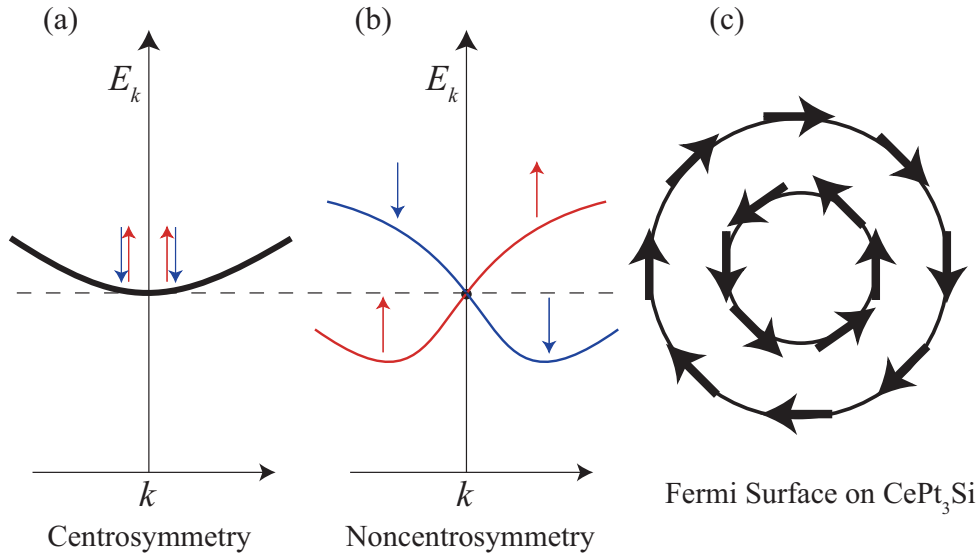 (a)
(b)
(c)
E_k
E_k
k
k
Centrosymmetry
Noncentrosymmetry
Fermi Surface on CePt₃Si